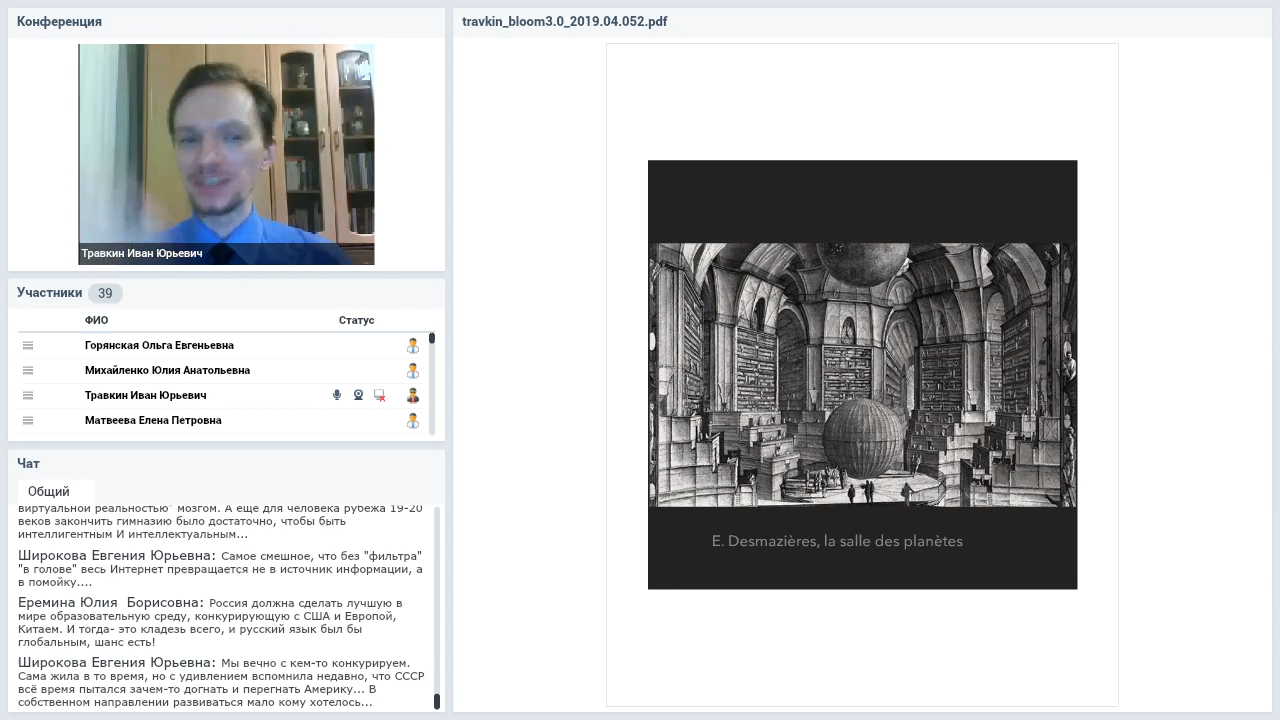 Конференция
Травкин Иван Юрьевич
Участники 39
ФИО Статус
Горянская Ольга Евгеньевна
Михайленко Юлия Анатольевна
Травкин Иван Юрьевич
Матвеева Елена Петровна
Чат
Общий
виртуальной реальностью" мозгом. А еще для человека рубежа 19-20
веков закончить гимназию было достаточно, чтобы быть
интеллигентным И интеллектуальным...
Широкова Евгения Юрьевна: Самое смешное, что без "фильтра"
"в голове" весь Интернет превращается не в источник информации, а
в помойку....
Еремина Юлия Борисовна: Россия должна сделать лучшую в
мире образовательную среду, конкурирующую с США и Европой,
Китаем. И тогда- это кладезь всего, и русский язык был бы
глобальным, шанс есть!
Широкова Евгения Юрьевна: Мы вечно с кем-то конкурируем.
Сама жила в то время, но с удивлением вспомнила недавно, что СССР
всё время пытался зачем-то догнать и перегнать Америку... В
собственном направлении развиваться мало кому хотелось...
travkin_bloom3.0_2019.04.052.pdf
E. Desmazières, la salle des planètes